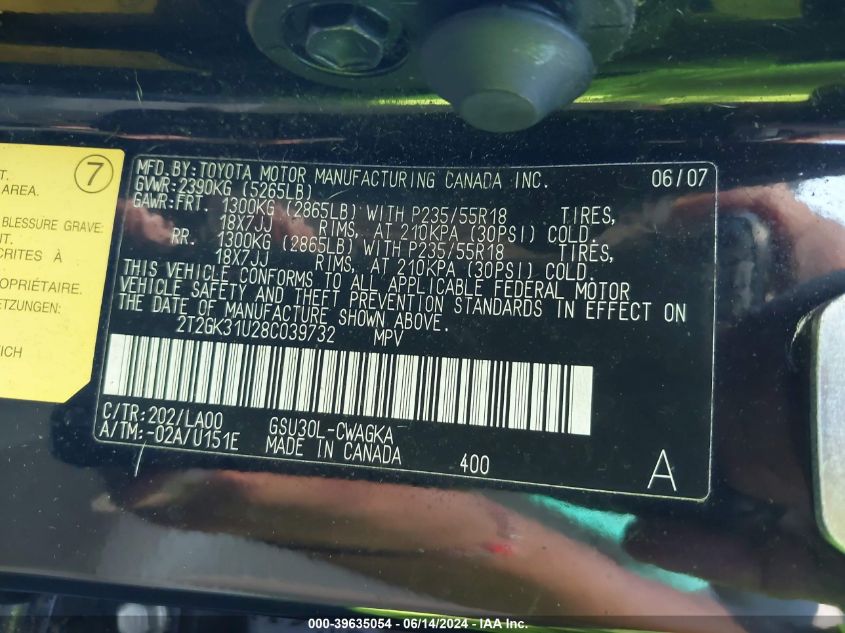 T.
AREA.
BLESSURE GRAVE:
NT.
CRITES À
OPRIÉTAIRE.
ETZUNGEN:
ICH
7
MFD.BY:TOYOTA MOTOR MANUFACTURING CANADA INC. 06/07
GVWR:2390KG (5265LB)
GAWR:FRT. 1300KG (2865LB) WITH P235/55R18 TIRES,
18X7JJ RIMS, AT 210KPA (30PSI) COLD.
RR. 1300KG (2865LB) WITH P235/55R18 TIRES,
18X7JJ RIMS, AT 210KPA (30PSI) COLD.
THIS VEHICLE CONFORMS TO ALL APPLICABLE FEDERAL MOTOR
VEHICLE SAFETY AND THEFT PREVENTION STANDARDS IN EFFECT ON
THE DATE OF MANUFACTURE SHOWN ABOVE.
2T2GK31U28C039732 MPV
C/TR:202/LA00 GSU30L-CWAGKA
A/TM:-02A/U151E MADE IN CANADA 400 A
000-39635054 - 06/14/2024 - IAA Inc.